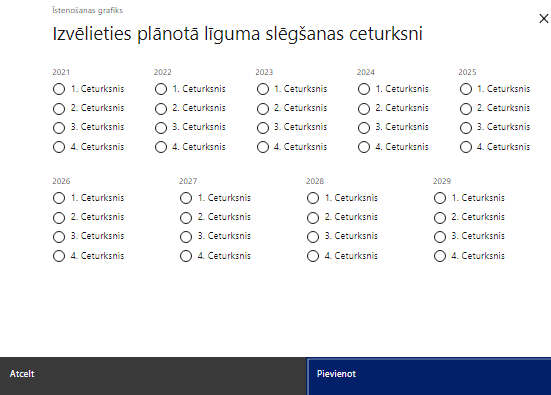 Īstenošanas grafiks
Izvēlieties plānotā līguma slēgšanas ceturksni
2021 2022 2023 2024 2025
1. Ceturksnis 1. Ceturksnis 1. Ceturksnis 1. Ceturksnis 1. Ceturksnis
2. Ceturksnis 2. Ceturksnis 2. Ceturksnis 2. Ceturksnis 2. Ceturksnis
3. Ceturksnis 3. Ceturksnis 3. Ceturksnis 3. Ceturksnis 3. Ceturksnis
4. Ceturksnis 4. Ceturksnis 4. Ceturksnis 4. Ceturksnis 4. Ceturksnis
2026 2027 2028 2029
1. Ceturksnis 1. Ceturksnis 1. Ceturksnis 1. Ceturksnis
2. Ceturksnis 2. Ceturksnis 2. Ceturksnis 2. Ceturksnis
3. Ceturksnis 3. Ceturksnis 3. Ceturksnis 3. Ceturksnis
4. Ceturksnis 4. Ceturksnis 4. Ceturksnis 4. Ceturksnis
Atcelt Pievienot